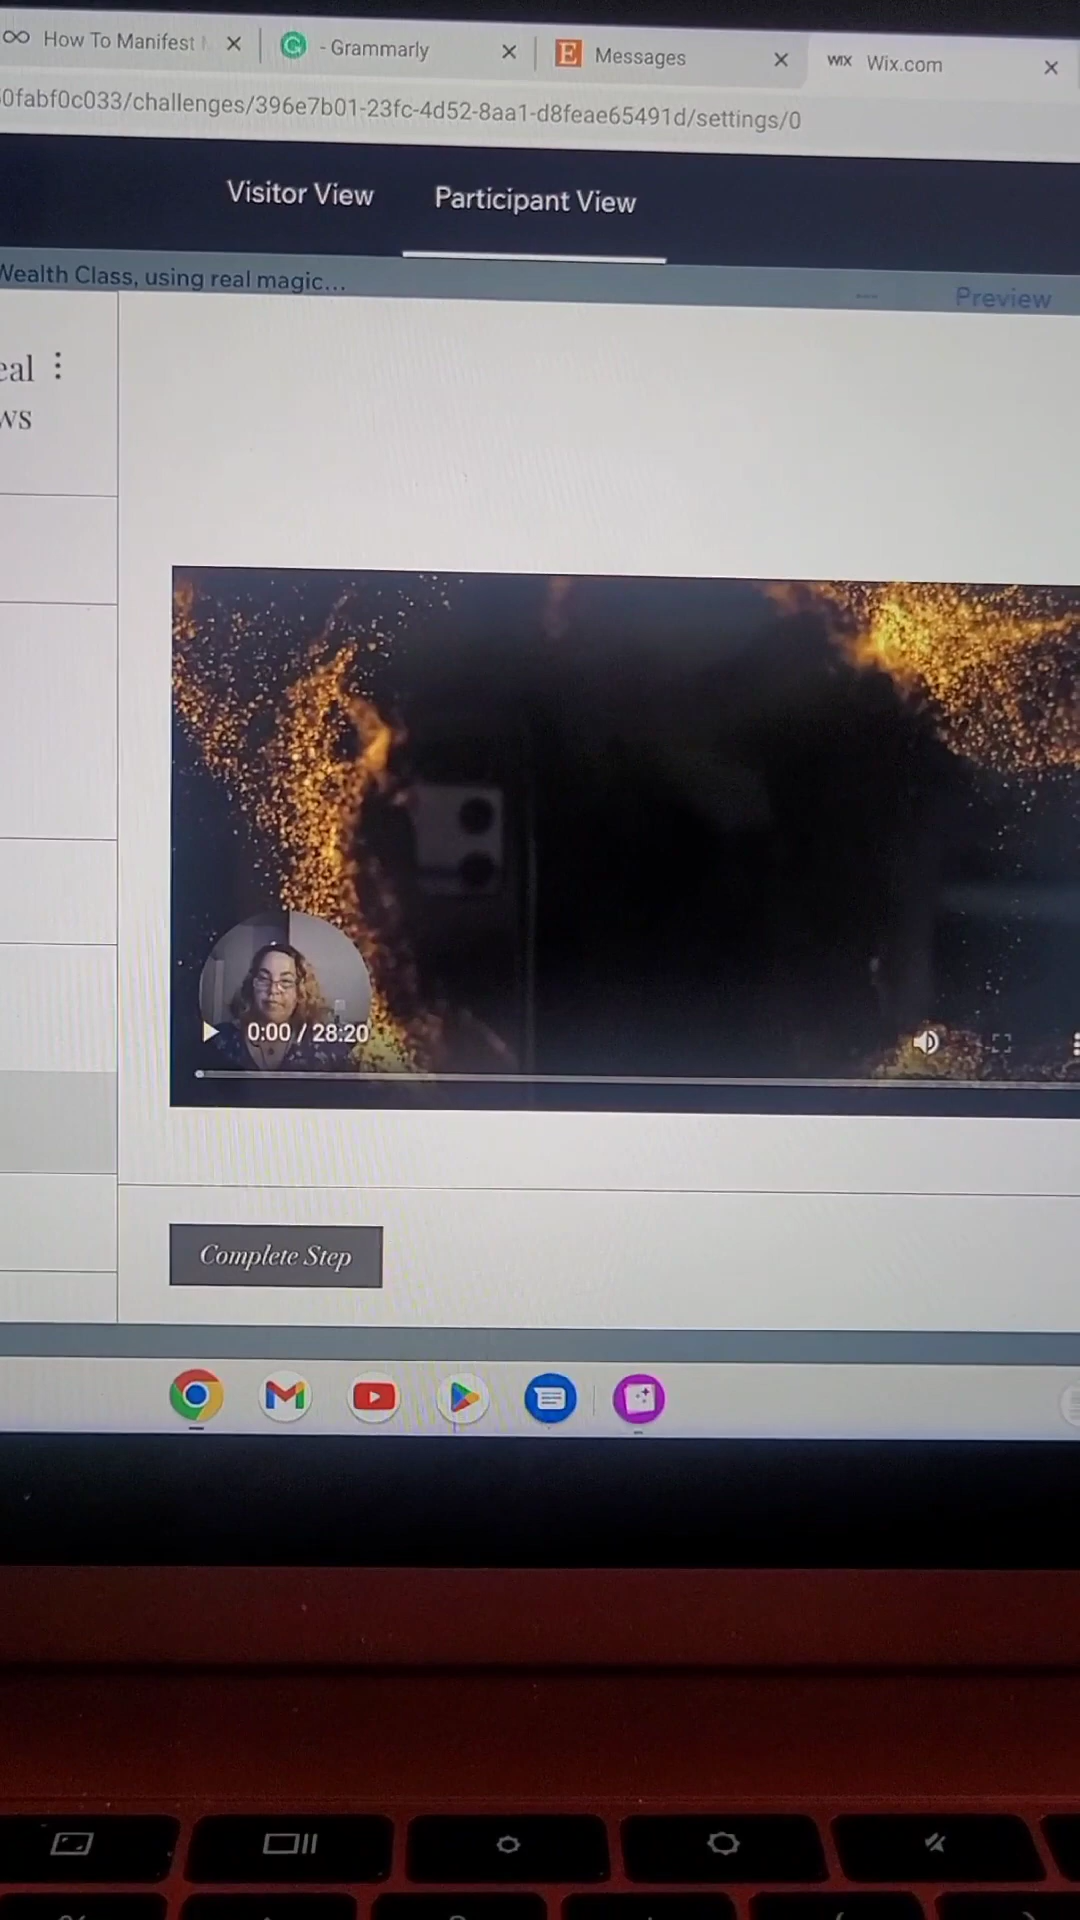 How To Manifest
- Grammarly
Messages
WIX Wix.com
0fabf0c033/challenges/396e7b01-23fc-4d52-8aa1-d8feae65491d/settings/0
Visitor View
Participant View
Wealth Class, using real magic...
Preview
eal
ws
0:00 / 28:20
Complete Step